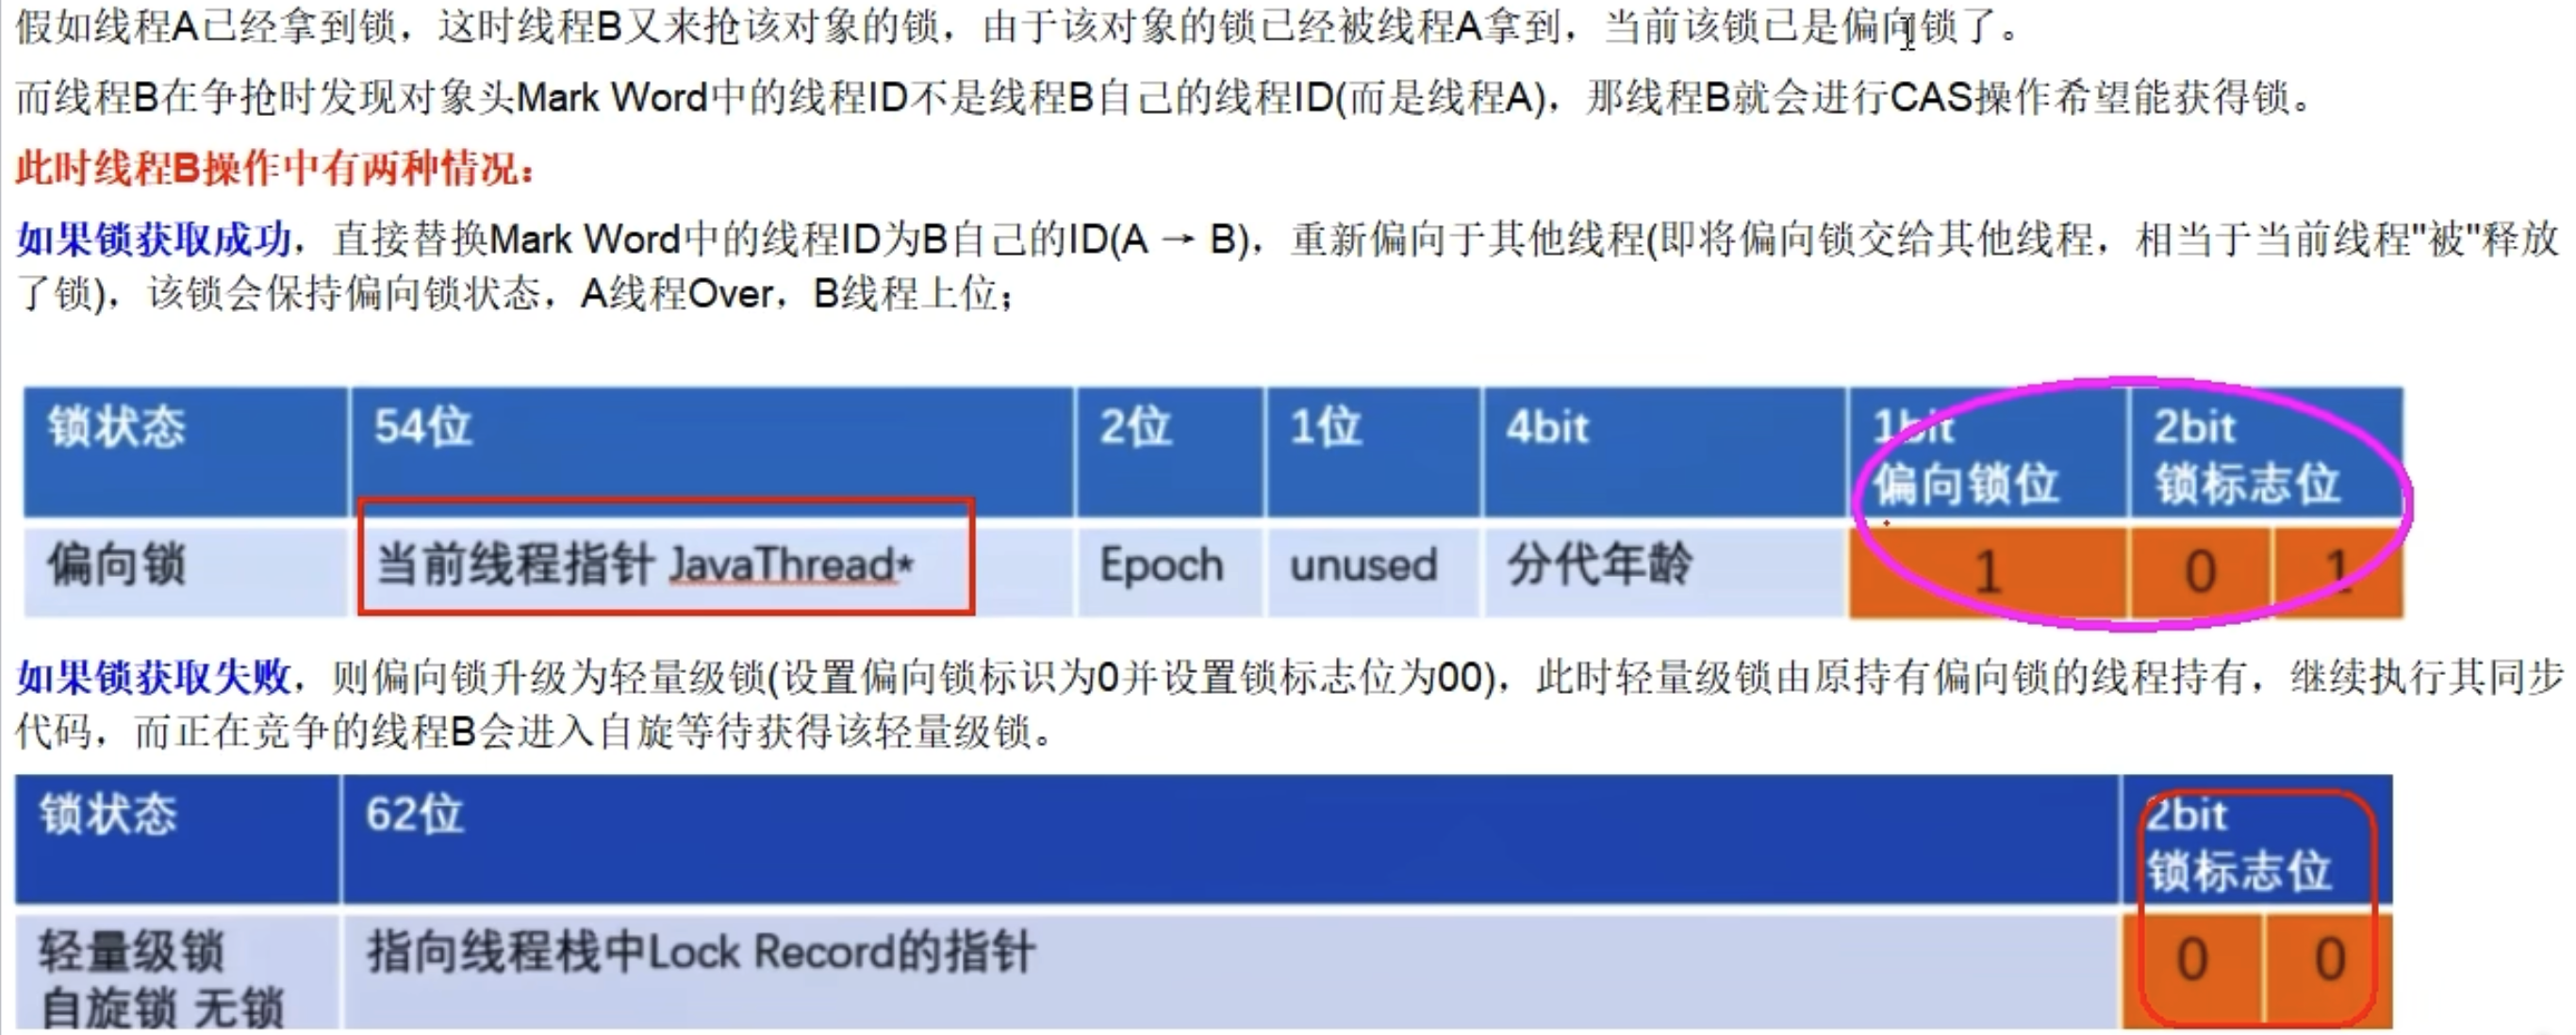 假如线程A已经拿到锁，这时线程B又来抢该对象的锁，由于该对象的锁已经被线程A拿到，当前该锁已是偏向锁了。
而线程B在争抢时发现对象头Mark Word中的线程ID不是线程B自己的线程ID(而是线程A)，那线程B就会进行CAS操作希望能获得锁。
此时线程B操作中有两种情况：
如果锁获取成功，直接替换Mark Word中的线程ID为B自己的ID(A → B)，重新偏向于其他线程(即将偏向锁交给其他线程，相当于当前线程"被"释放
了锁)，该锁会保持偏向锁状态，A线程Over，B线程上位；
锁状态 54位 2位 1位 4bit 1bit 2bit
偏向锁位 锁标志位
偏向锁 当前线程指针 JavaThread* Epoch unused 分代年龄 1 0 1
如果锁获取失败，则偏向锁升级为轻量级锁(设置偏向锁标识为0并设置锁标志位为00)，此时轻量级锁由原持有偏向锁的线程持有，继续执行其同步
代码，而正在竞争的线程B会进入自旋等待获得该轻量级锁。
锁状态 62位 2bit
锁标志位
轻量级锁 指向线程栈中Lock Record的指针 0 0
自旋锁 无锁